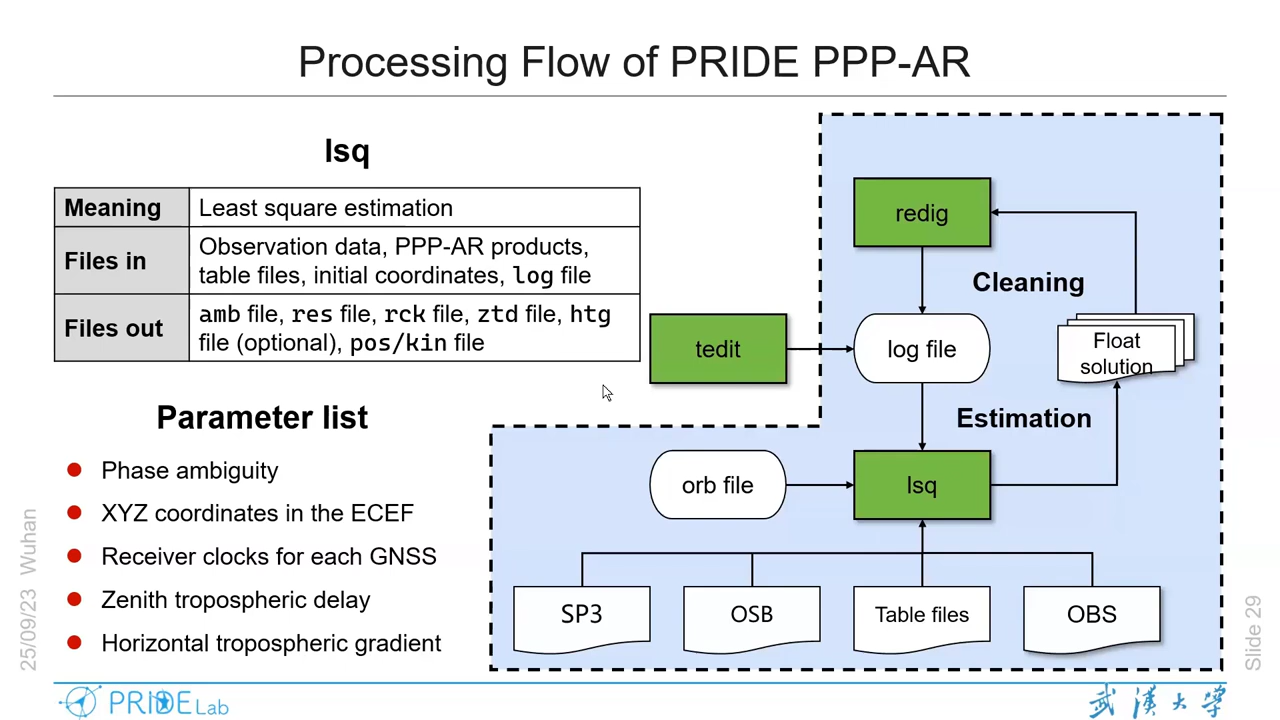 Processing Flow of PRIDE PPP-AR
lsq
Meaning
Least square estimation
Files in
Observation data, PPP-AR products,
table files, initial coordinates, log file
Files out
amb file, res file, rck file, ztd file, htg
file (optional), pos/kin file
Parameter list
Phase ambiguity
XYZ coordinates in the ECEF
Receiver clocks for each GNSS
Zenith tropospheric delay
Horizontal tropospheric gradient
redig
Cleaning
tedit
log file
Float
solution
Estimation
orb file
lsq
SP3
OSB
Table files
OBS
25/09/23 Wuhan
Slide 29
PRIDE Lab
武漢大学